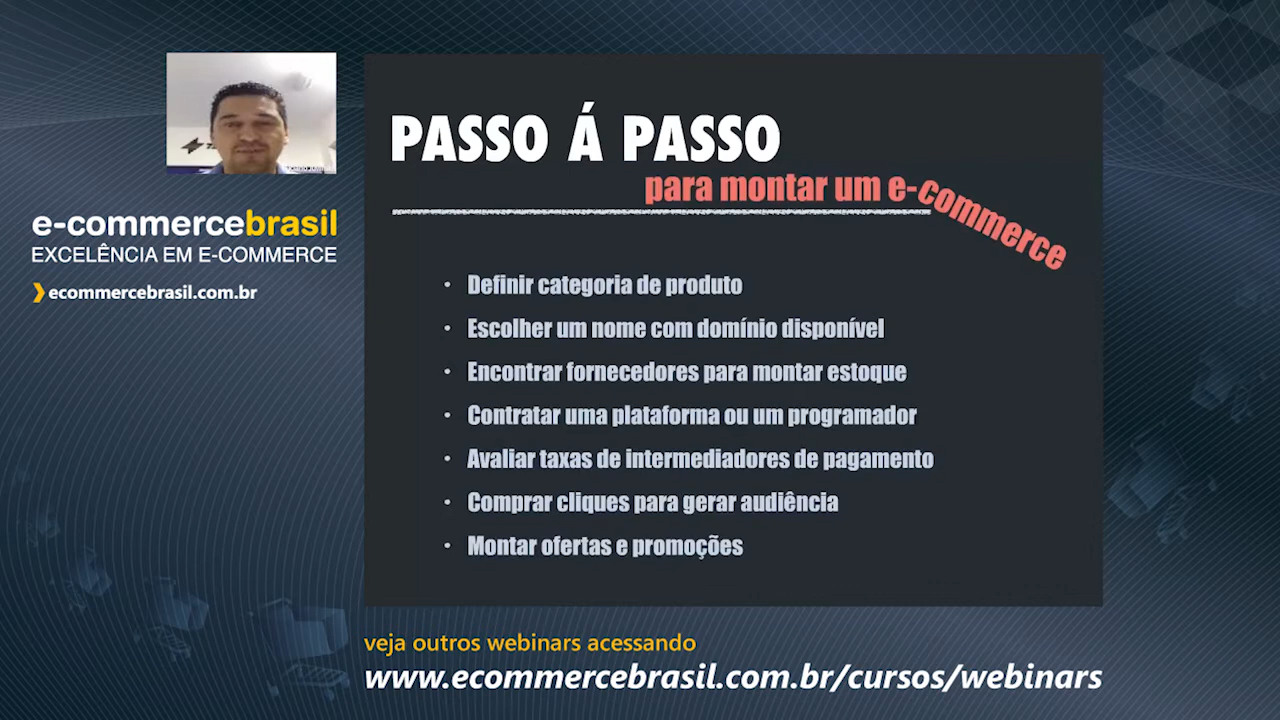 e-commercebrasil
EXCELÊNCIA EM E-COMMERCE
ecommercebrasil.com.br
PASSO Á PASSO
para montar um e-commerce
• Definir categoria de produto
• Escolher um nome com domínio disponível
• Encontrar fornecedores para montar estoque
• Contratar uma plataforma ou um programador
• Avaliar taxas de intermediadores de pagamento
• Comprar cliques para gerar audiência
• Montar ofertas e promoções
veja outros webinars acessando
www.ecommercebrasil.com.br/cursos/webinars